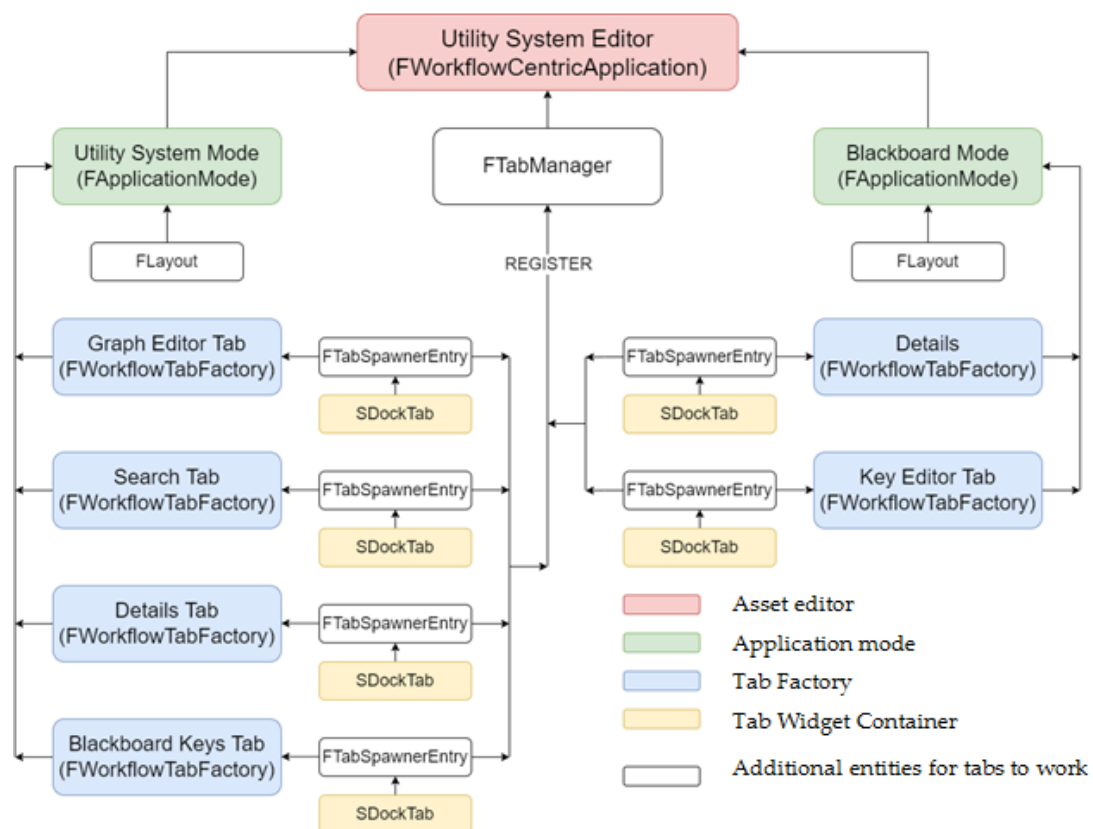 Utility System Editor
(FWorkflowCentricApplication)
Utility System Mode
(FApplicationMode)
FTabManager
Blackboard Mode
(FApplicationMode)
FLayout
REGISTER
FLayout
Graph Editor Tab
(FWorkflowTabFactory)
FTabSpawnerEntry
SDockTab
FTabSpawnerEntry
SDockTab
Details
(FWorkflowTabFactory)
Search Tab
(FWorkflowTabFactory)
FTabSpawnerEntry
SDockTab
FTabSpawnerEntry
SDockTab
Key Editor Tab
(FWorkflowTabFactory)
Details Tab
(FWorkflowTabFactory)
FTabSpawnerEntry
SDockTab
Blackboard Keys Tab
(FWorkflowTabFactory)
FTabSpawnerEntry
SDockTab
Asset editor
Application mode
Tab Factory
Tab Widget Container
Additional entities for tabs to work